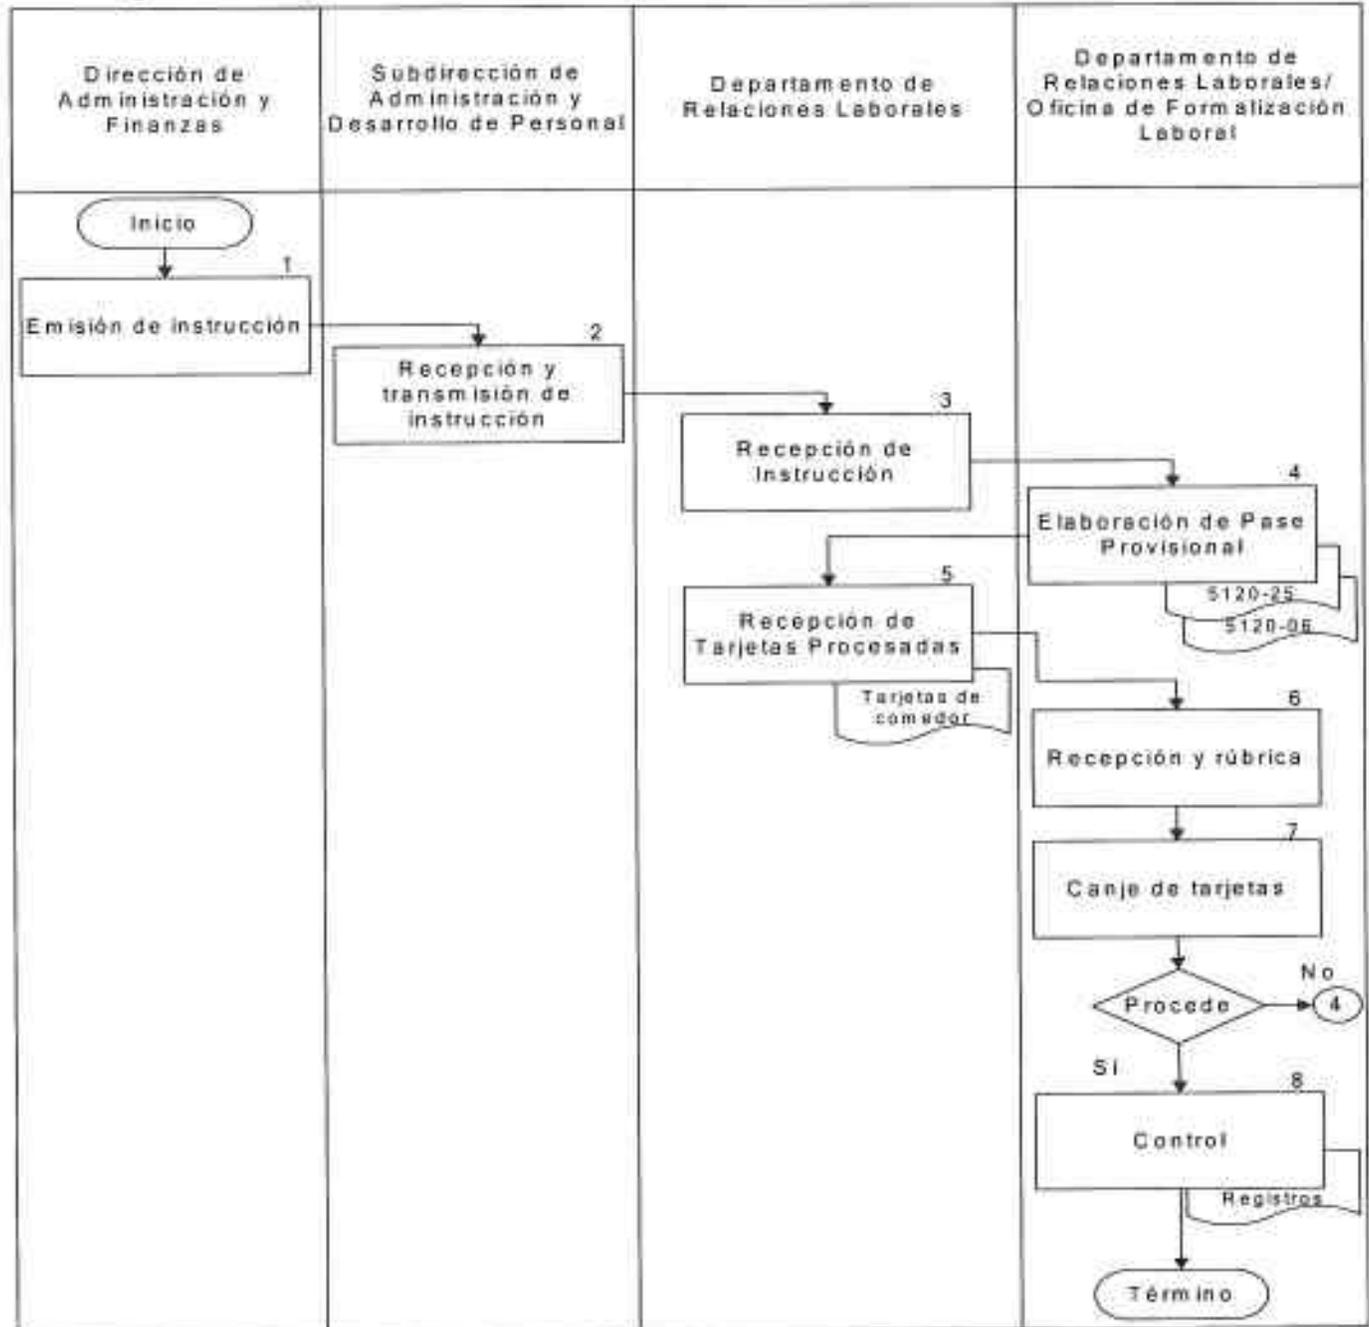 Dirección de
Administración y
Finanzas
Subdirección de
Administración y
Desarrollo de Personal
Departamento de
Relaciones Laborales
Departamento de
Relaciones Laborales/
Oficina de Formalización
Laboral
Inicio
1
Emisión de instrucción
2
Recepción y
transmisión de
instrucción
3
Recepción de
Instrucción
4
Elaboración de Pase
Provisional
5120-25
5120-06
5
Recepción de
Tarjetas Procesadas
Tarjetas de
comedor
6
Recepción y rúbrica
7
Canje de tarjetas
Procede
No
4
Sí
8
Control
Registros
Término